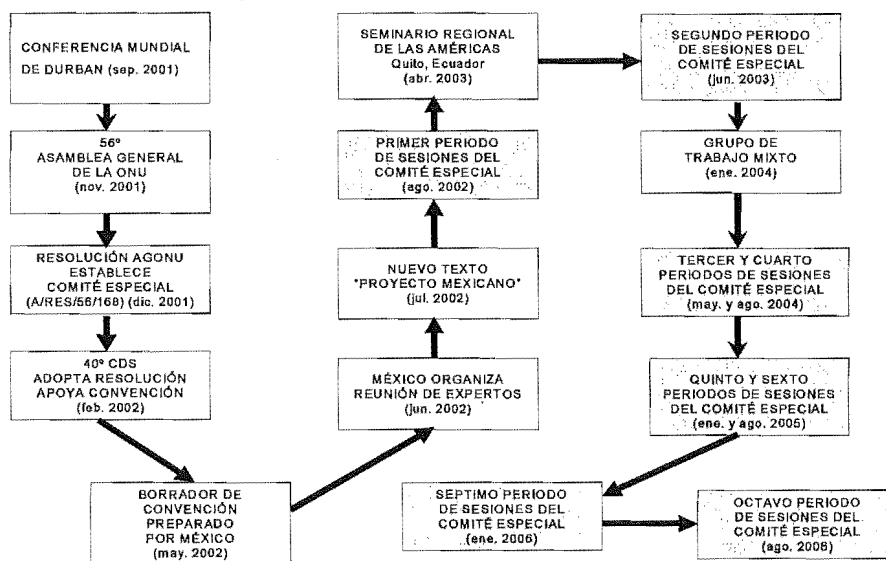 CONFERENCIA MUNDIAL
DE DURBAN (sep. 2001)
56º
ASAMBLEA GENERAL
DE LA ONU
(nov. 2001)
RESOLUCIÓN AGONU
ESTABLECE
COMITÉ ESPECIAL
(A/RES/56/168) (dic. 2001)
40º CDS
ADOPTA RESOLUCIÓN
APOYA CONVENCIÓN
(feb. 2002)
BORRADOR DE
CONVENCIÓN
PREPARADO
POR MÉXICO
(may. 2002)
MÉXICO ORGANIZA
REUNIÓN DE EXPERTOS
(jun. 2002)
NUEVO TEXTO
"PROYECTO MEXICANO"
(jul. 2002)
PRIMER PERIODO
DE SESIONES DEL
COMITÉ ESPECIAL
(ago. 2002)
SEMINARIO REGIONAL
DE LAS AMÉRICAS
Quito, Ecuador
(abr. 2003)
SEGUNDO PERIODO
DE SESIONES DEL
COMITÉ ESPECIAL
(jun. 2003)
GRUPO DE
TRABAJO MIXTO
(ene. 2004)
TERCER Y CUARTO
PERIODOS DE SESIONES
DEL COMITÉ ESPECIAL
(may. y ago. 2004)
QUINTO Y SEXTO
PERIODOS DE SESIONES
DEL COMITÉ ESPECIAL
(ene. y ago. 2005)
SÉPTIMO PERÍODO
DE SESIONES DEL
COMITÉ ESPECIAL
(ene. 2006)
OCTAVO PERIODO
DE SESIONES DEL
COMITÉ ESPECIAL
(ago. 2006)